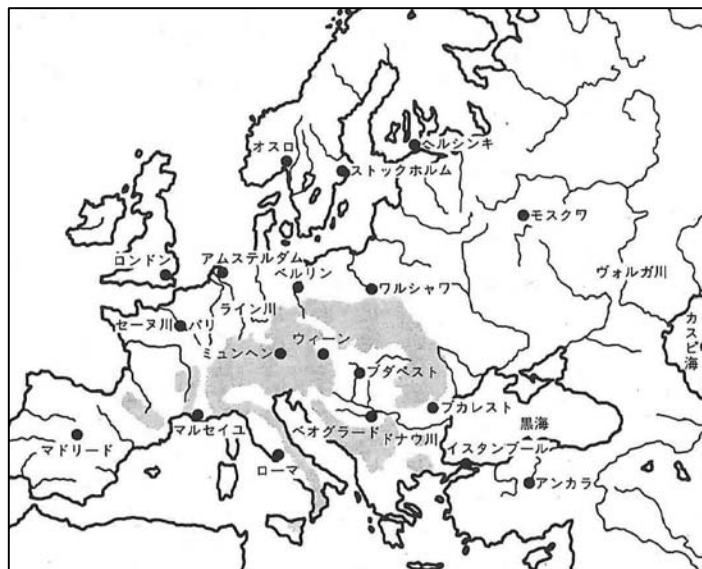 オスロ
ヘルシンキ
ストックホルム
モスクワ
ロンドン
アムステルダム
ベルリン
ワルシャワ
ヴォルガ川
ライン川
セーヌ川
パリ
カスピ海
ミュンヘン
ウィーン
ブダペスト
ブカレスト
黒海
マルセイユ
ベオグラード
ドナウ川
イスタンブール
マドリード
ローマ
アンカラ